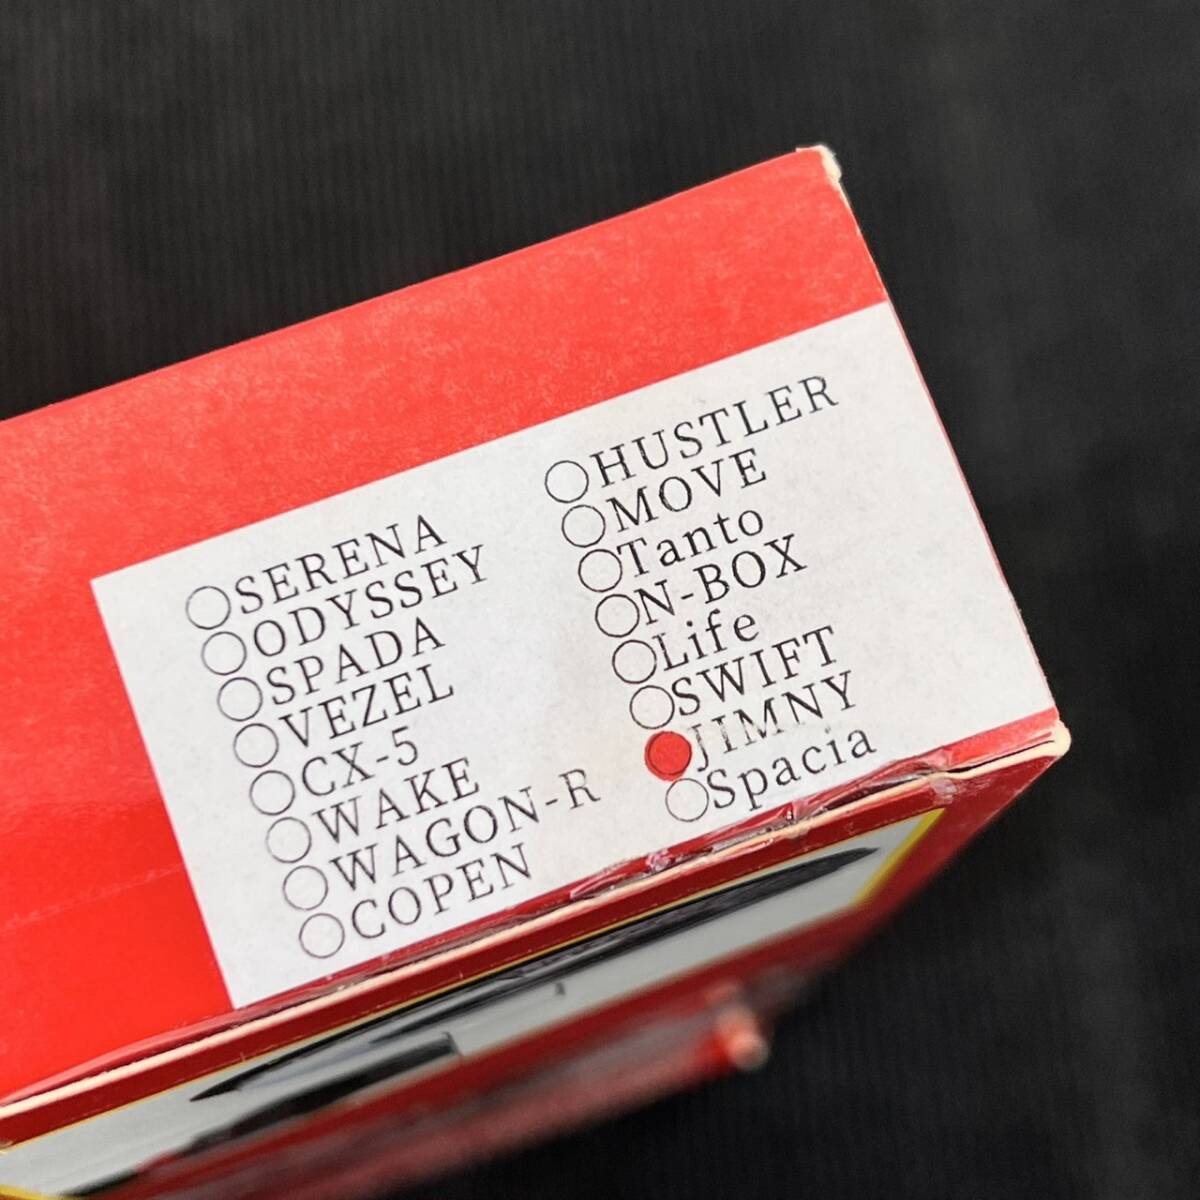 ○SERENA
○ODYSSEY
○SPADA
○VEZEL
○CX-5
○WAKE
○WAGON-R
○COPEN
○HUSTLER
○MOVE
○Tanto
○N-BOX
○Life
○SWIFT
●JIMNY
○Spacia